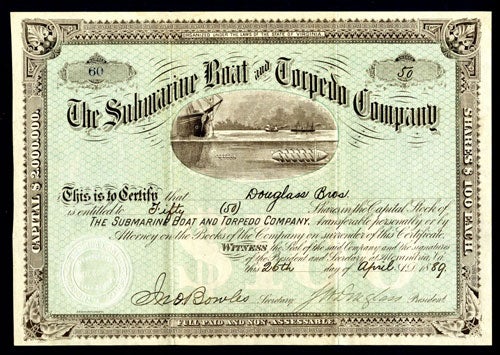 ORGANIZED UNDER THE LAWS OF THE STATE OF VIRGINIA.
60
50
The Submarine Boat and Torpedo Company
CAPITAL $2,000,000.
SHARES $100 EACH.
This is to Certify that Douglass Bros.
is entitled to Fifty (50) Shares in the Capital Stock of
THE SUBMARINE BOAT AND TORPEDO COMPANY, transferable personally or by
Attorney on the Books of the Company on surrender of this Certificate.
WITNESS the Seal of the said Company and the signatures
of the President and Secretary at Alexandria, Va.
this 26th day of April 1889
Jno Bowles Secretary. Douglass President.
FULL PAID AND NON-ASSESSABLE.